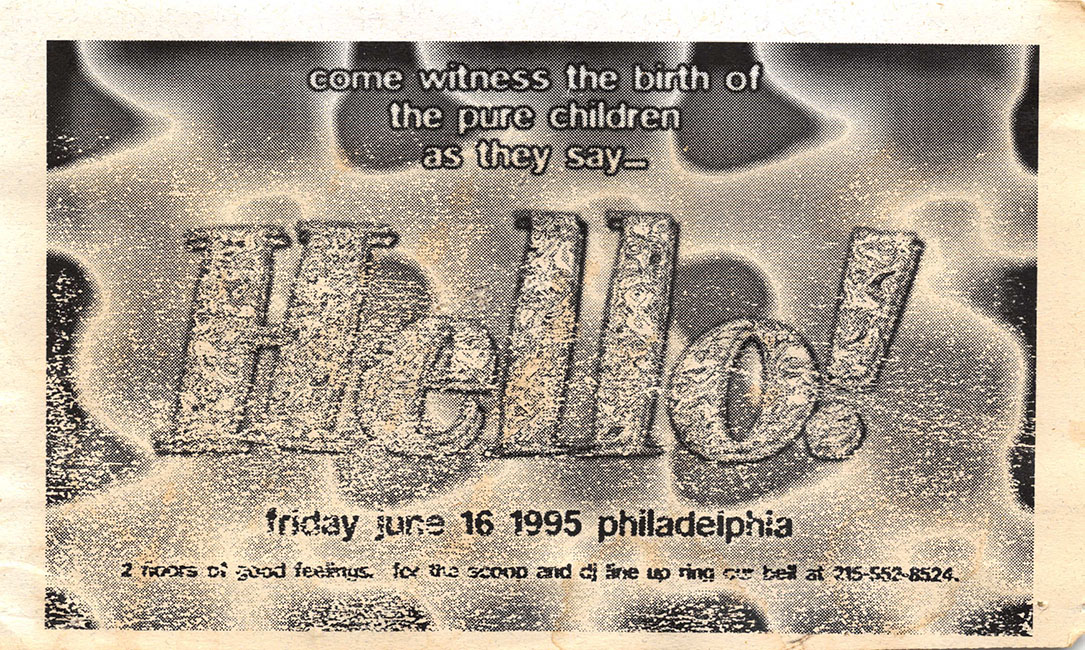 come witness the birth of
the pure children
as they say...
Hello!
friday june 16 1995 philadelphia
2 floors of good feelings. for the scoop and dj line up ring our bell at 215-552-8524.